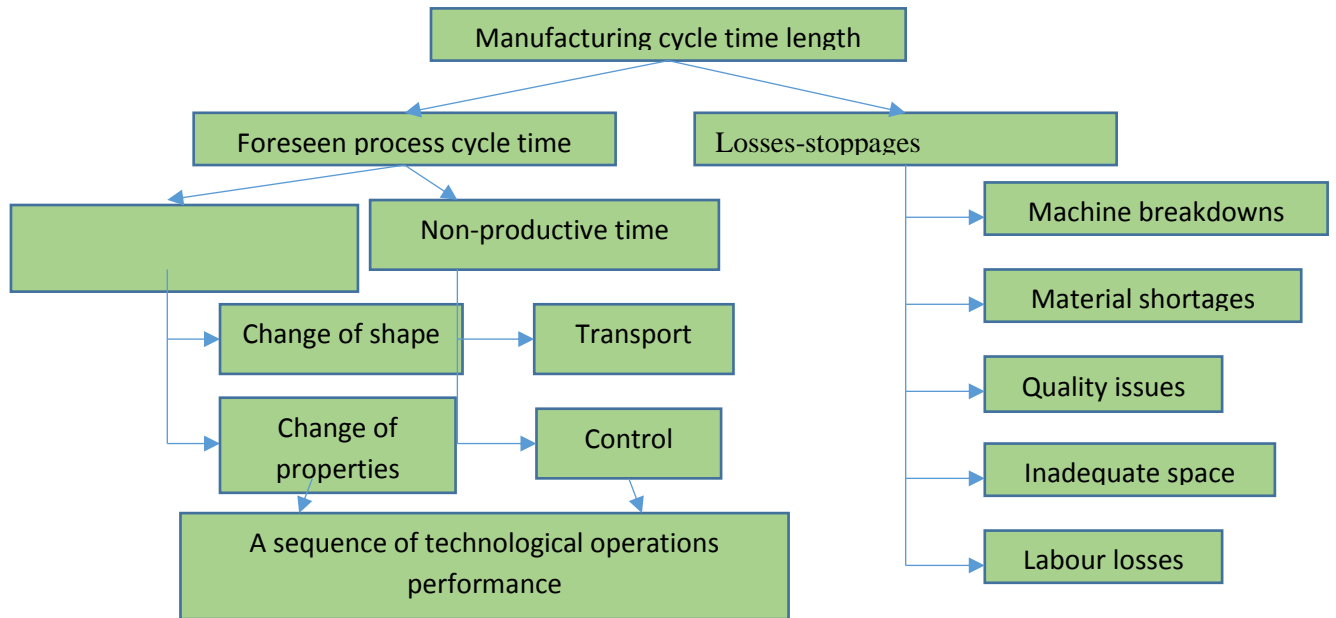 Manufacturing cycle time length
Foreseen process cycle time
Losses-stoppages
Non-productive time
Machine breakdowns
Material shortages
Change of shape
Transport
Quality issues
Change of
properties
Control
Inadequate space
A sequence of technological operations
performance
Labour losses